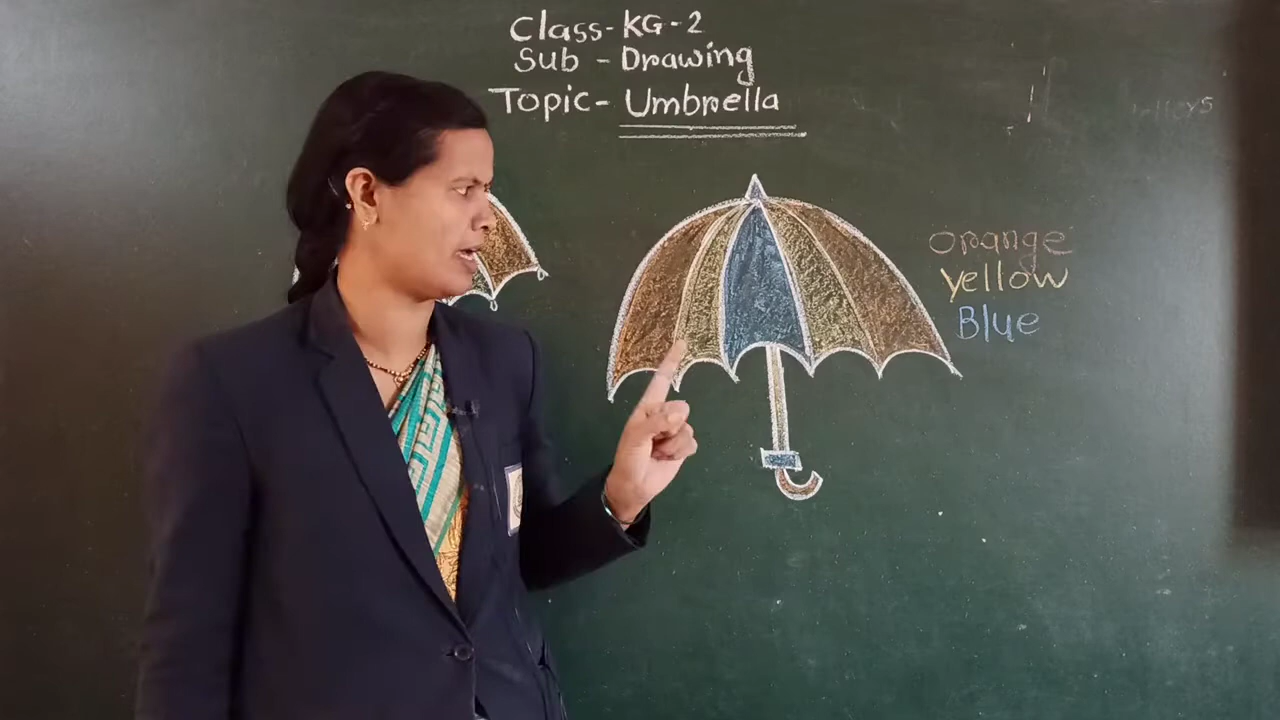 Class-KG-2
Sub - Drawing
Topic- Umbrella
Orange
Yellow
Blue